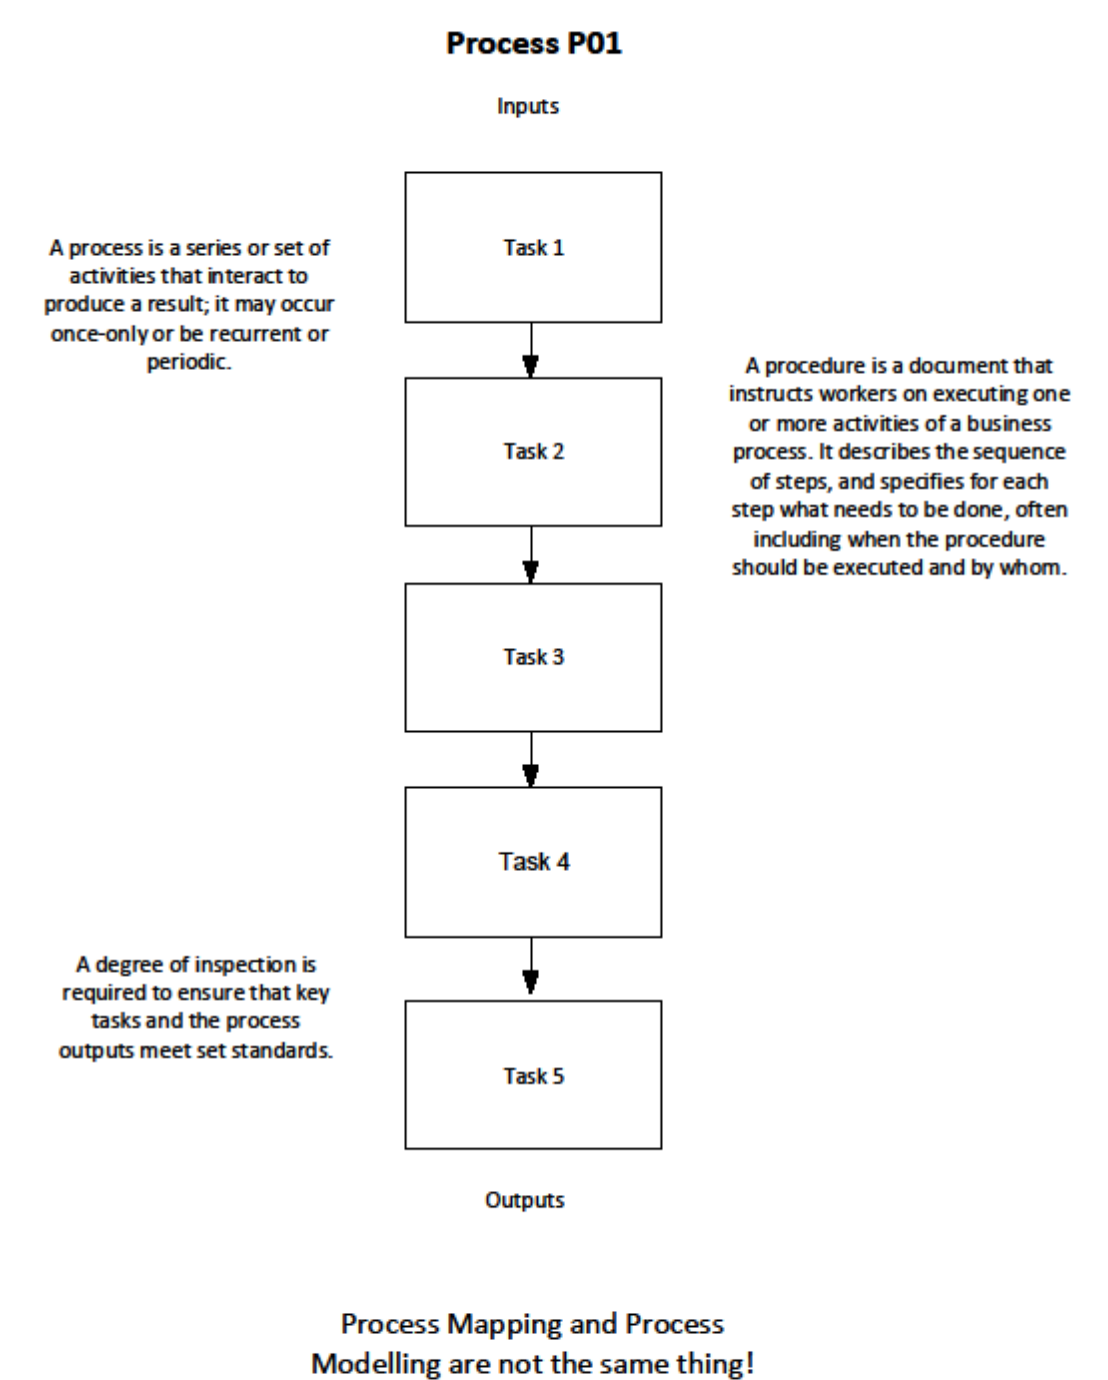 Process P01
Inputs
Task 1
A process is a series or set of
activities that interact to
produce a result; it may occur
once-only or be recurrent or
periodic.
A procedure is a document that
instructs workers on executing one
or more activities of a business
process. It describes the sequence
of steps, and specifies for each
step what needs to be done, often
including when the procedure
should be executed and by whom.
Task 2
Task 3
Task 4
A degree of inspection is
required to ensure that key
tasks and the process
outputs meet set standards.
Task 5
Outputs
Process Mapping and Process
Modelling are not the same thing!